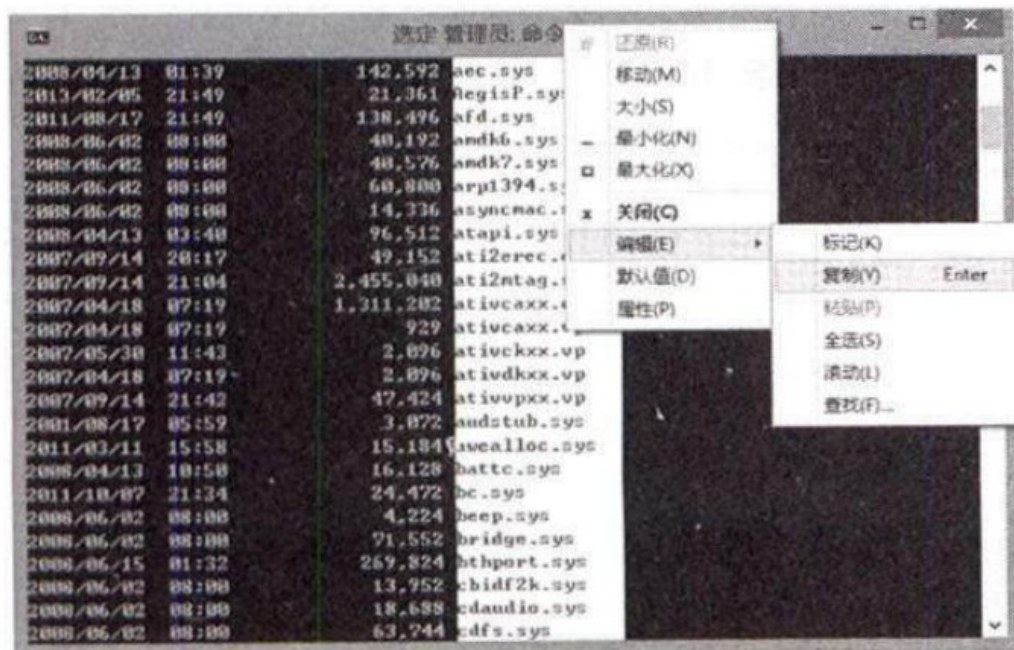 选定 管理员: 命令
2008/04/13 01:39 142,592 aec.sys
2013/02/05 21:49 21,361 AegisP.sy
2011/08/17 21:49 138,496 afd.sys
2008/06/02 08:00 40,192 amdk6.sys
2008/06/02 08:00 40,576 amdk7.sys
2008/06/02 08:00 60,800 arp1394.s
2008/06/02 08:00 14,336 asyncmac.
2008/04/13 03:40 96,512 atapi.sys
2007/09/14 20:17 49,152 ati2erec.
2007/09/14 21:04 2,455,040 ati2mtag.
2007/04/18 07:19 1,311,202 ativcaxx.
2007/04/18 07:19 929 ativcaxx.vp
2007/05/30 11:43 2,096 ativckxx.vp
2007/04/18 07:19 2,096 ativdkxx.vp
2007/09/14 21:42 47,424 ativvpxx.vp
2001/08/17 05:59 3,072 audstub.sys
2011/03/11 15:58 15,184 awealloc.sys
2008/04/13 10:50 16,128 battc.sys
2011/10/07 21:34 24,472 bc.sys
2008/06/02 08:00 4,224 beep.sys
2008/06/02 08:00 71,552 bridge.sys
2008/06/15 01:32 269,824 bthport.sys
2008/06/02 08:00 13,952 cbidf2k.sys
2008/06/02 08:00 18,688 cdaudio.sys
2008/06/02 08:00 63,744 cdfs.sys
还原(R)
移动(M)
大小(S)
最小化(N)
最大化(X)
x 关闭(C)
编辑(E)
默认值(D)
属性(P)
标记(K)
复制(Y) Enter
粘贴(P)
全选(S)
滚动(L)
查找(F)...